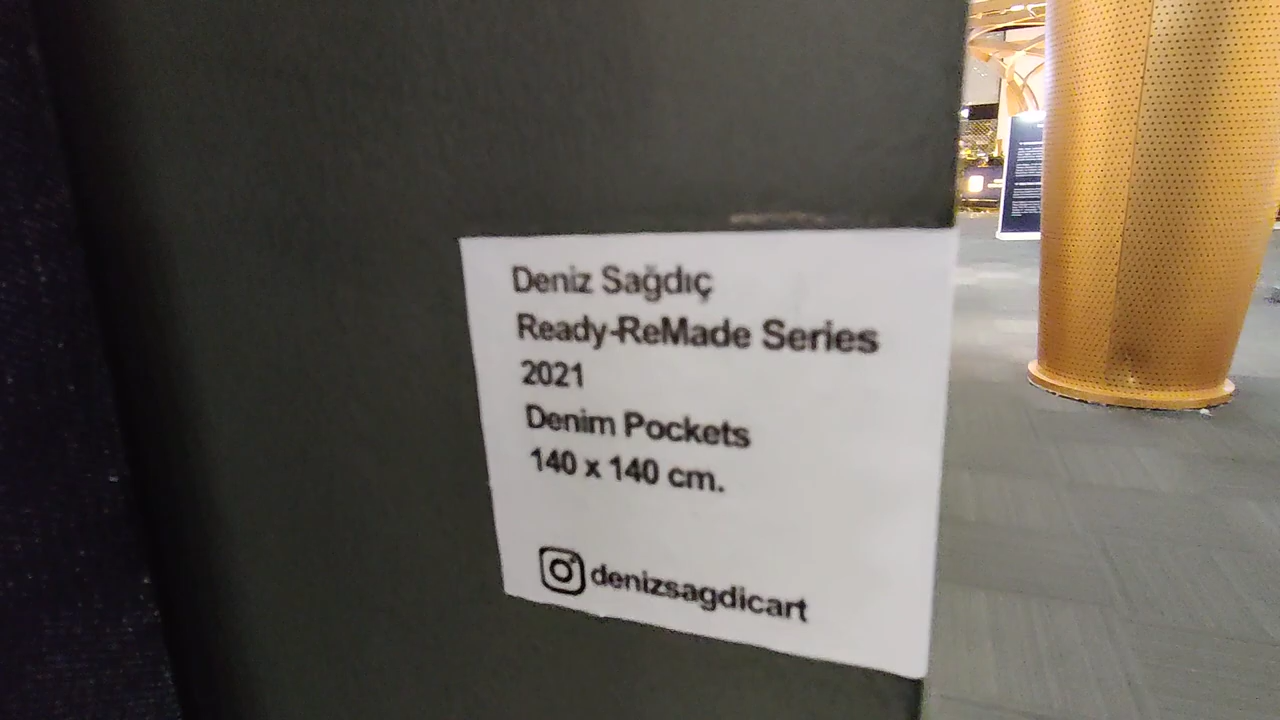 Deniz Sağdıç
Ready-ReMade Series
2021
Denim Pockets
140 x 140 cm.
denizsagdicart